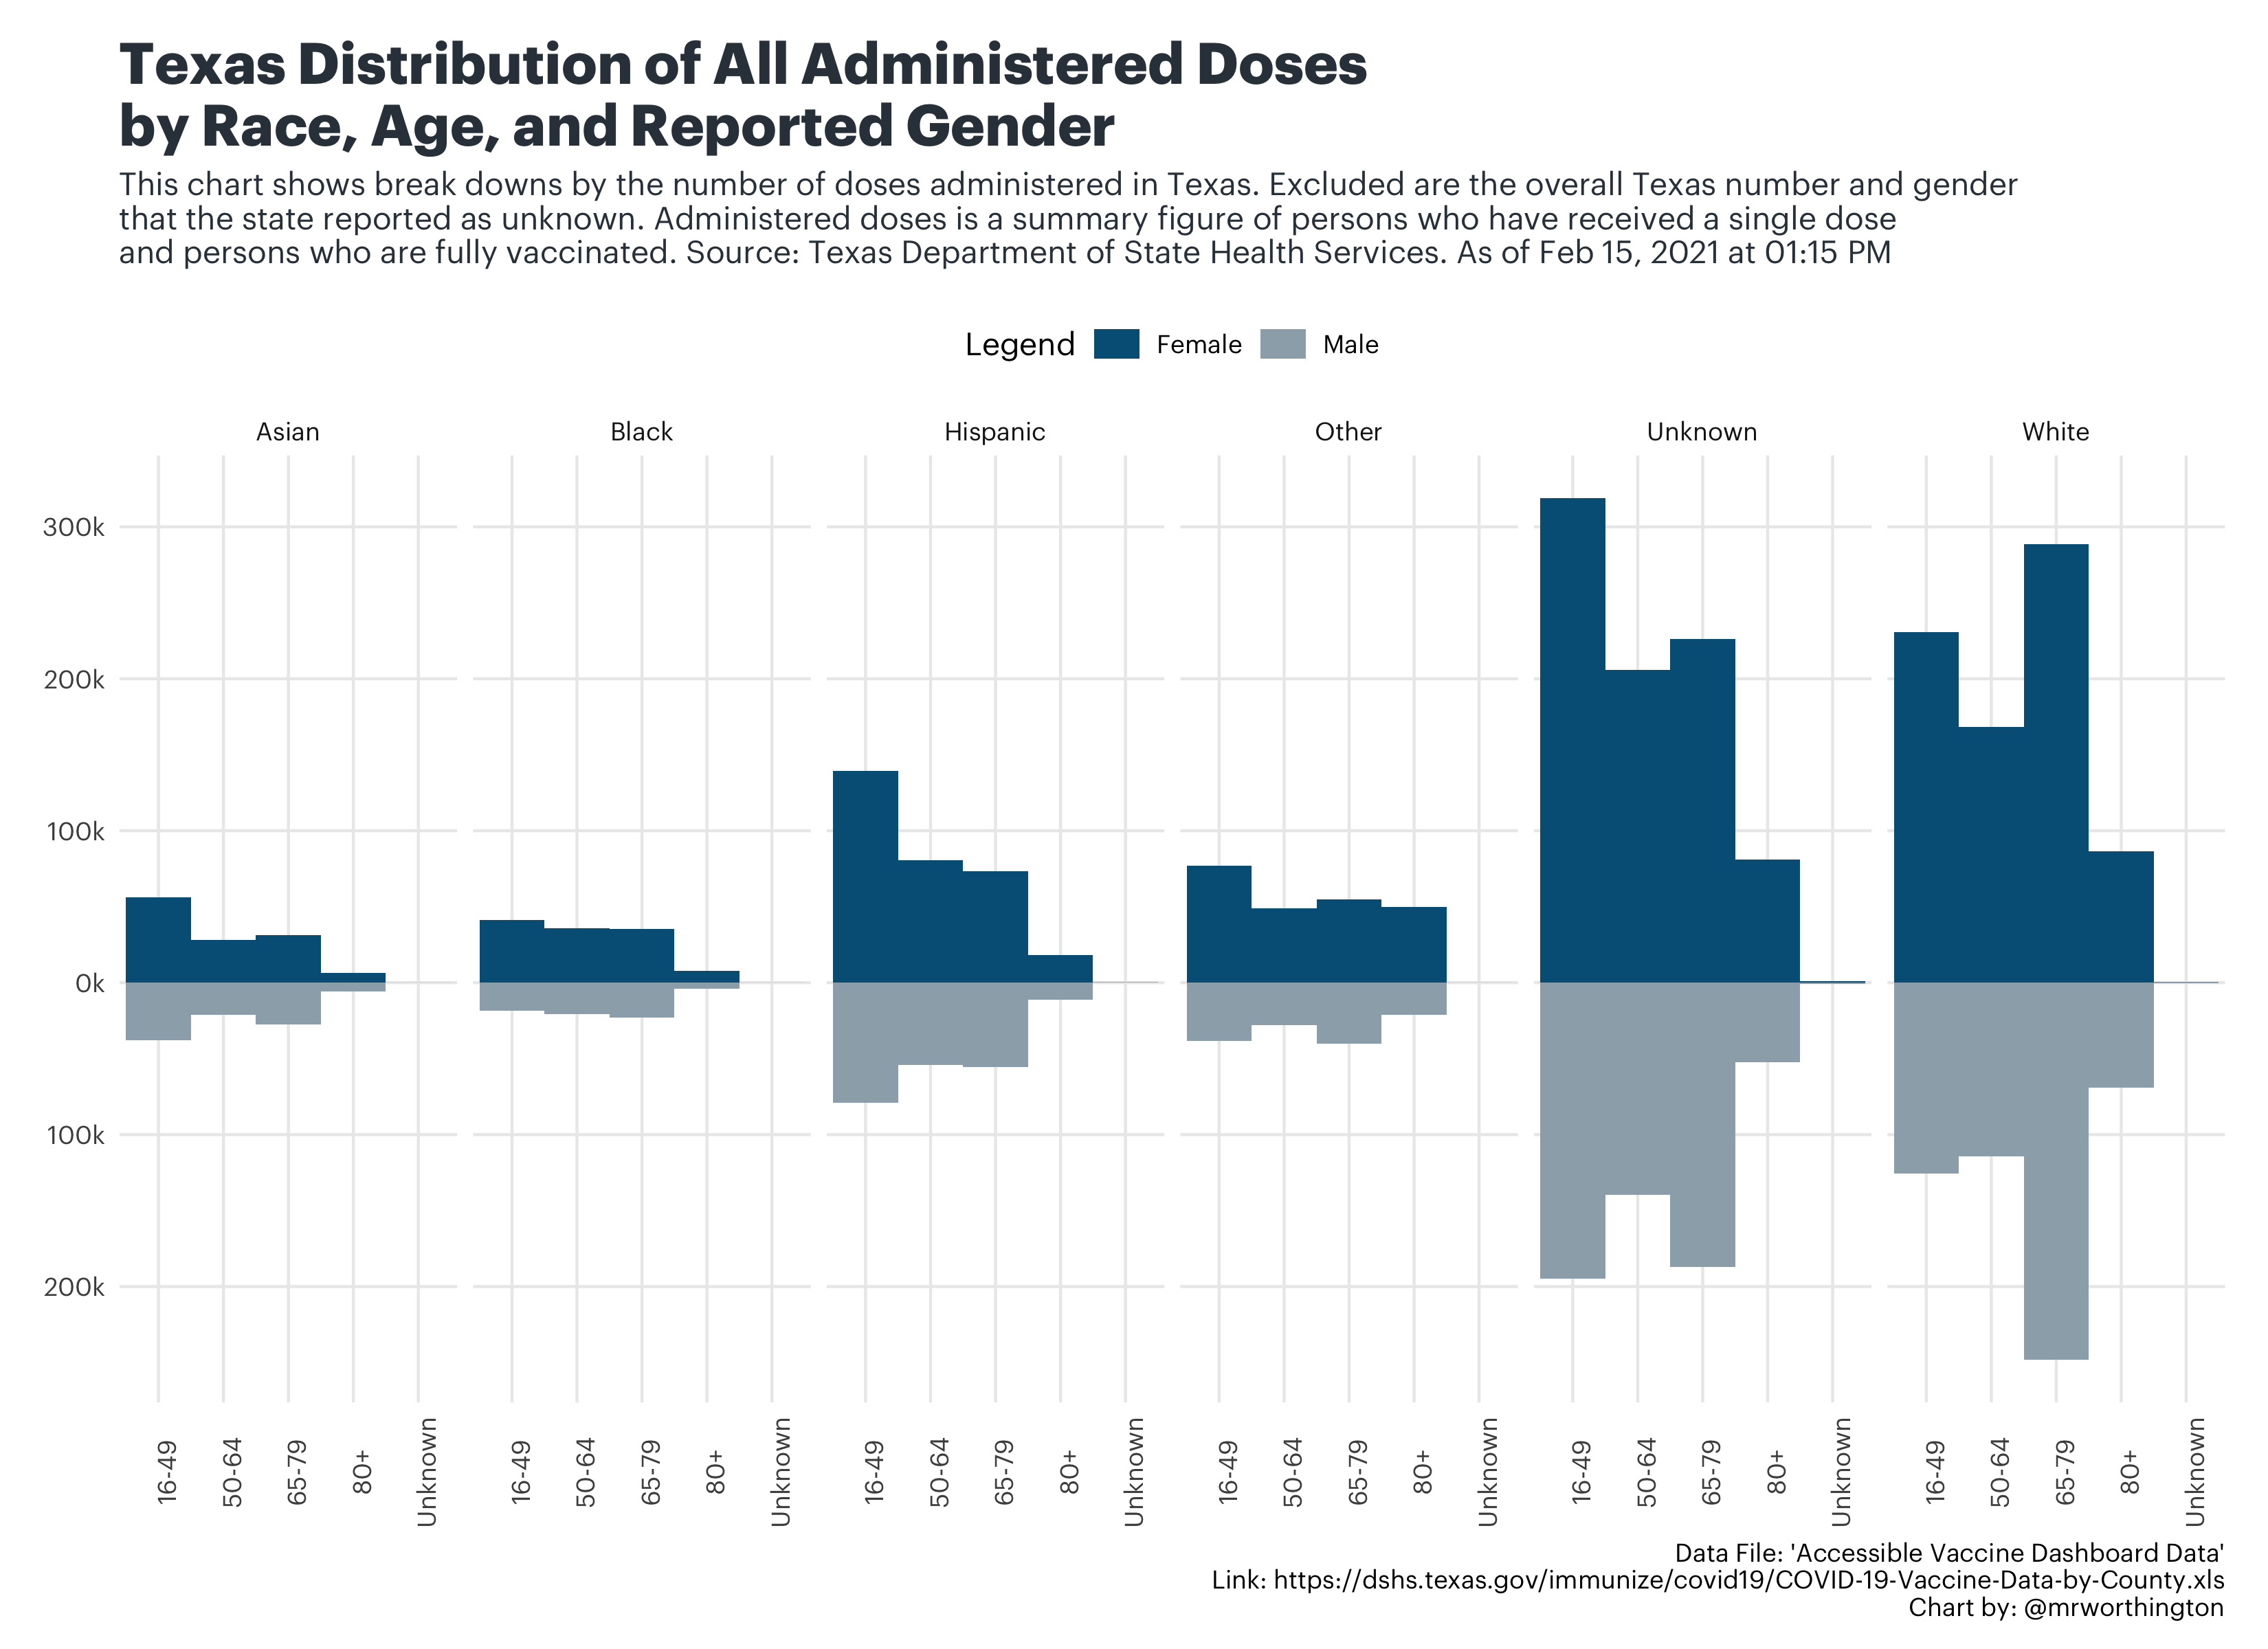 Texas Distribution of All Administered Doses
by Race, Age, and Reported Gender
This chart shows break downs by the number of doses administered in Texas. Excluded are the overall Texas number and gender
that the state reported as unknown. Administered doses is a summary figure of persons who have received a single dose
and persons who are fully vaccinated. Source: Texas Department of State Health Services. As of Feb 15, 2021 at 01:15 PM
Legend Female Male
Asian Black Hispanic Other Unknown White
300k
200k
100k
0k
100k
200k
16-49 50-64 65-79 80+ Unknown 16-49 50-64 65-79 80+ Unknown 16-49 50-64 65-79 80+ Unknown 16-49 50-64 65-79 80+ Unknown 16-49 50-64 65-79 80+ Unknown 16-49 50-64 65-79 80+ Unknown
Data File: 'Accessible Vaccine Dashboard Data'
Link: https://dshs.texas.gov/immunize/covid19/COVID-19-Vaccine-Data-by-County.xls
Chart by: @mrworthington